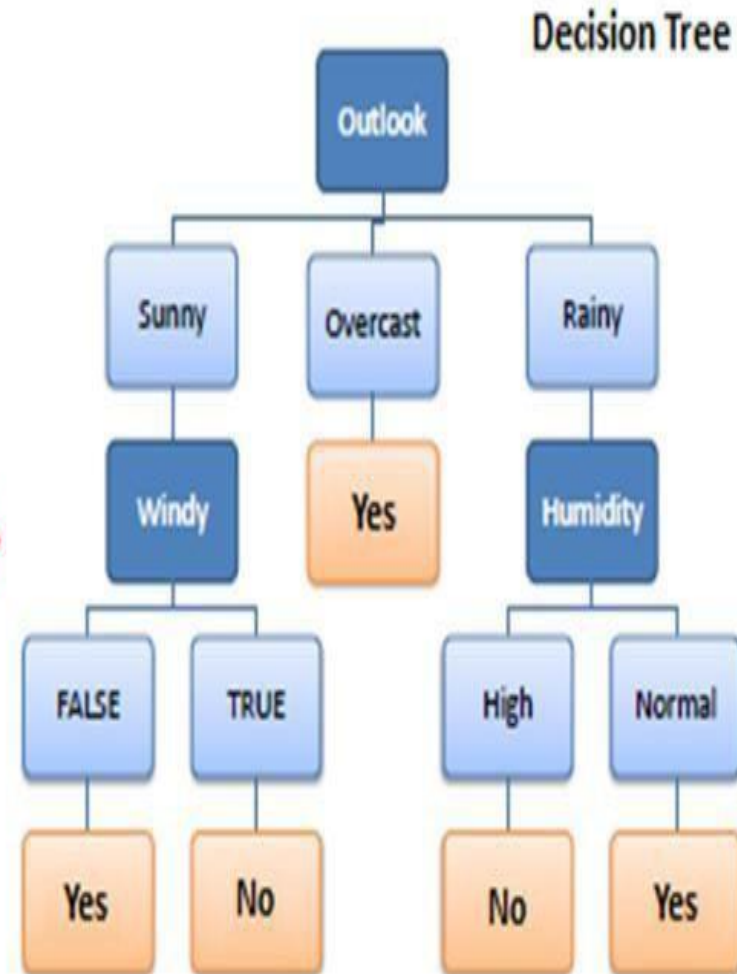 Decision Tree
Outlook
Sunny
Overcast
Rainy
Windy
Yes
Humidity
FALSE
TRUE
High
Normal
Yes
No
No
Yes